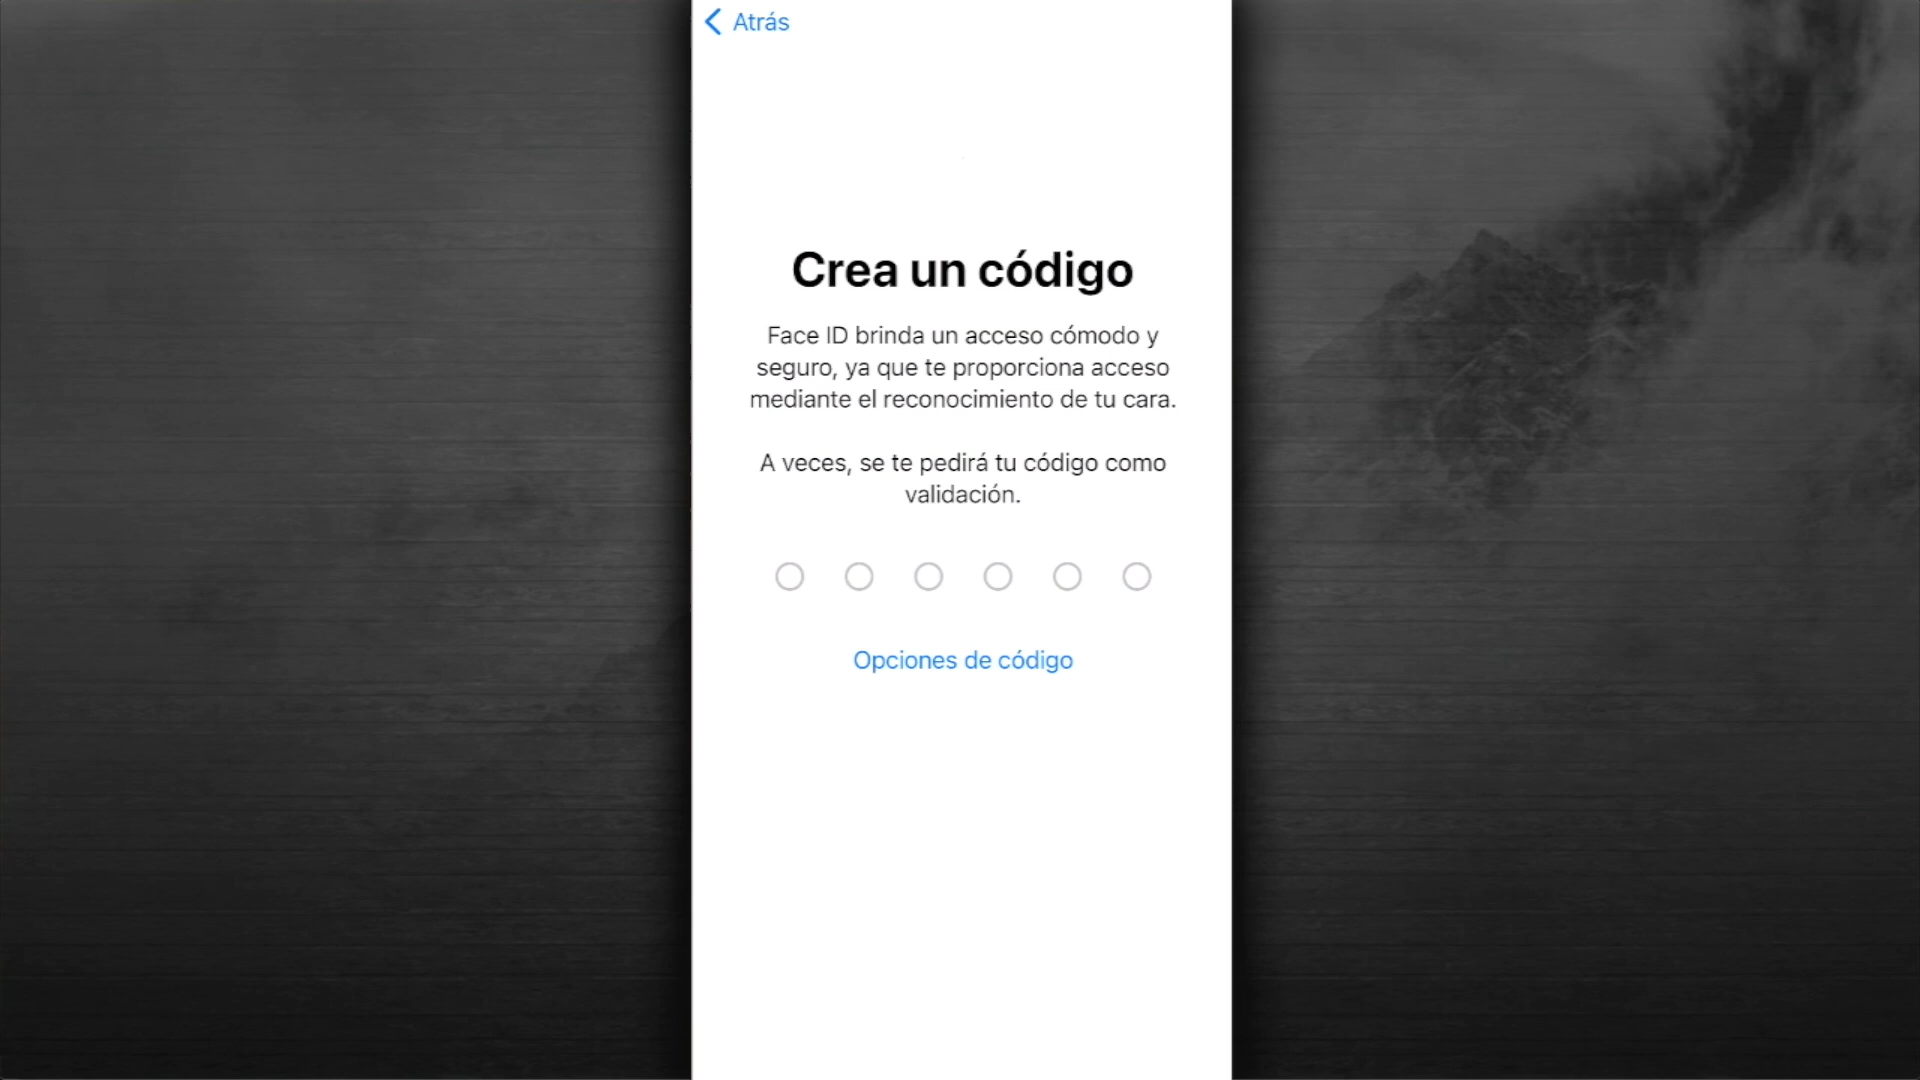 Atrás
Crea un código
Face ID brinda un acceso cómodo y
seguro, ya que te proporciona acceso
mediante el reconocimiento de tu cara.
A veces, se te pedirá tu código como
validación.
Opciones de código